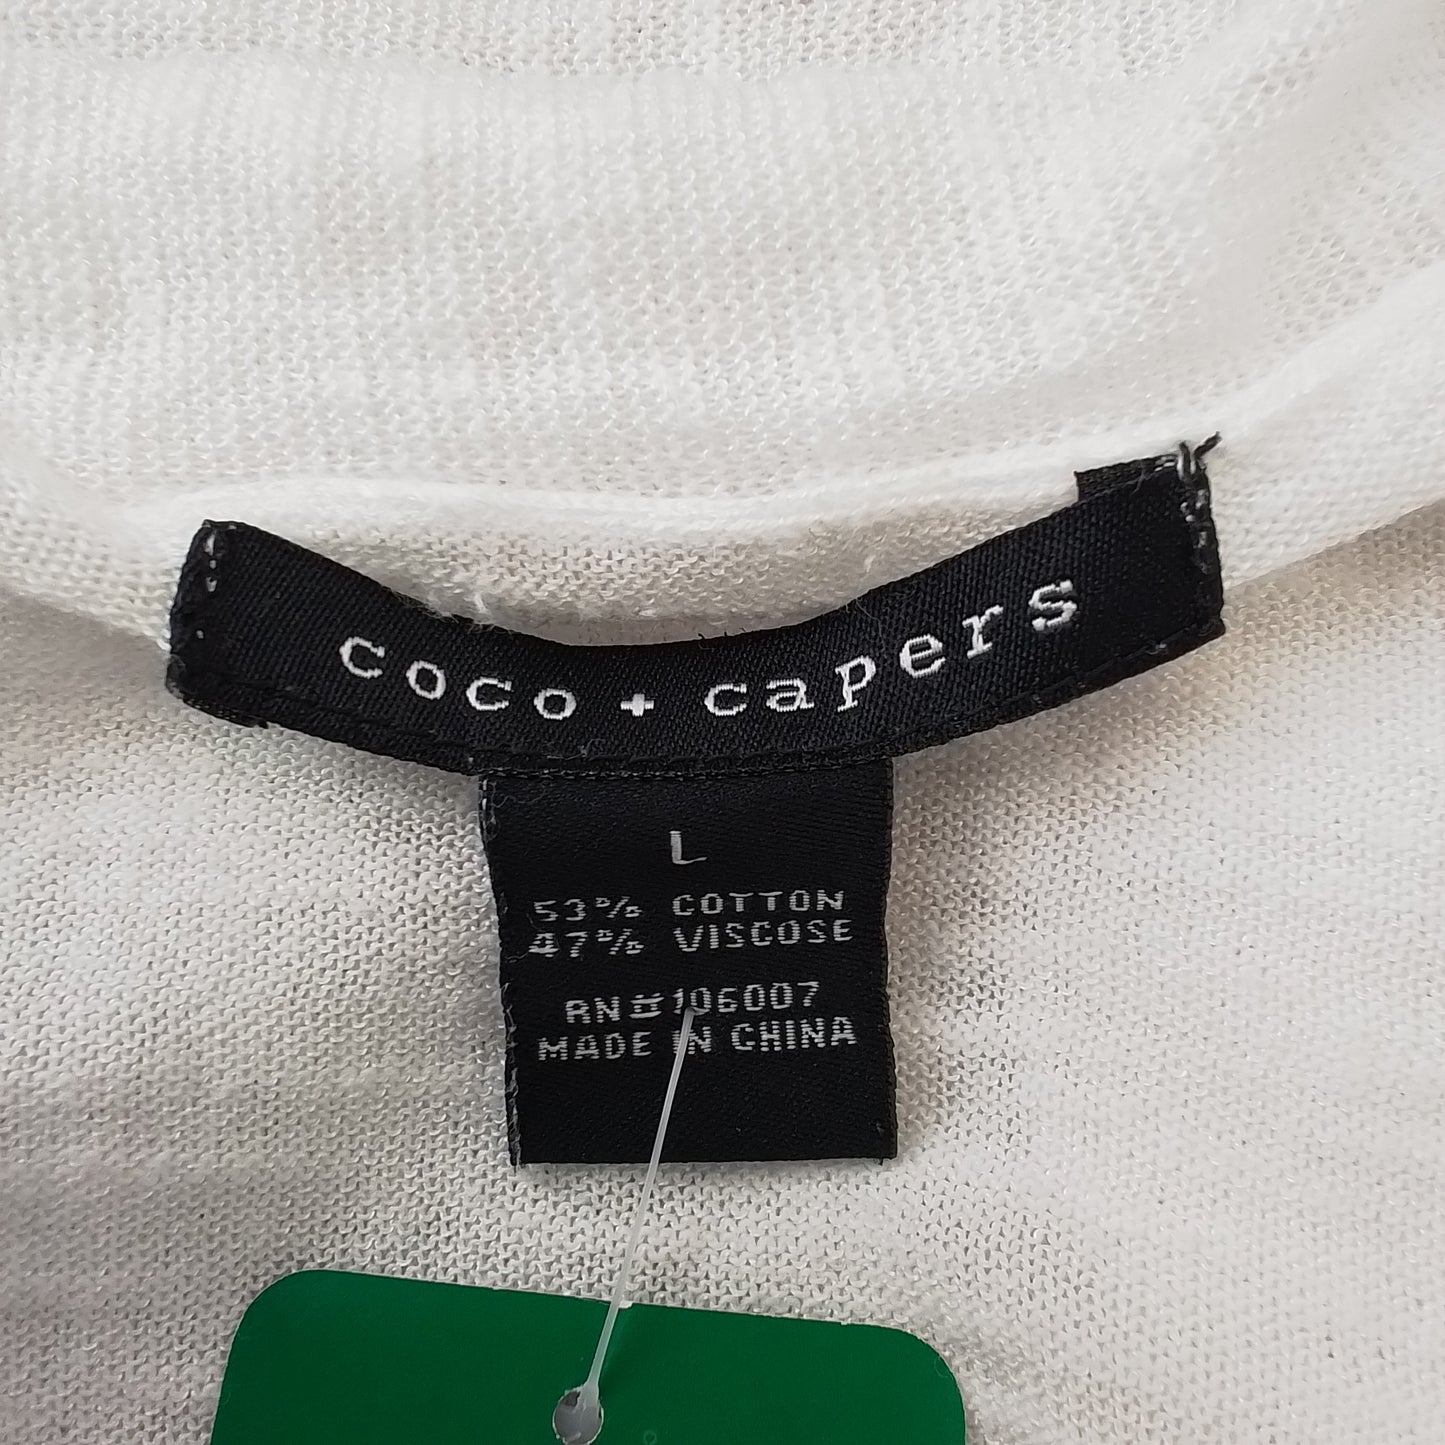 coco + capers
L
53% COTTON
47% VISCOSE
RN#106007
MADE IN CHINA